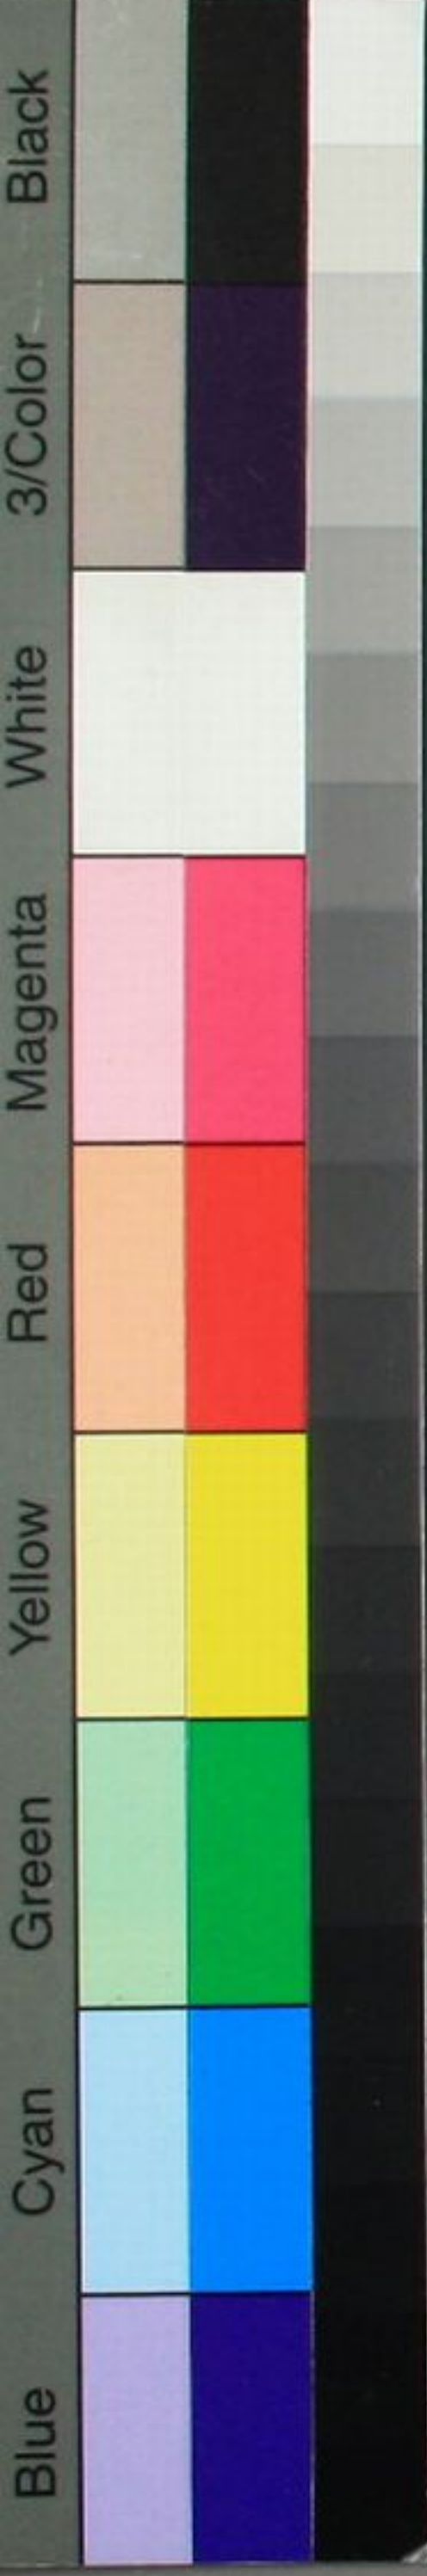 Black
3/Color
White
Magenta
Red
Yellow
Green
Cyan
Blue